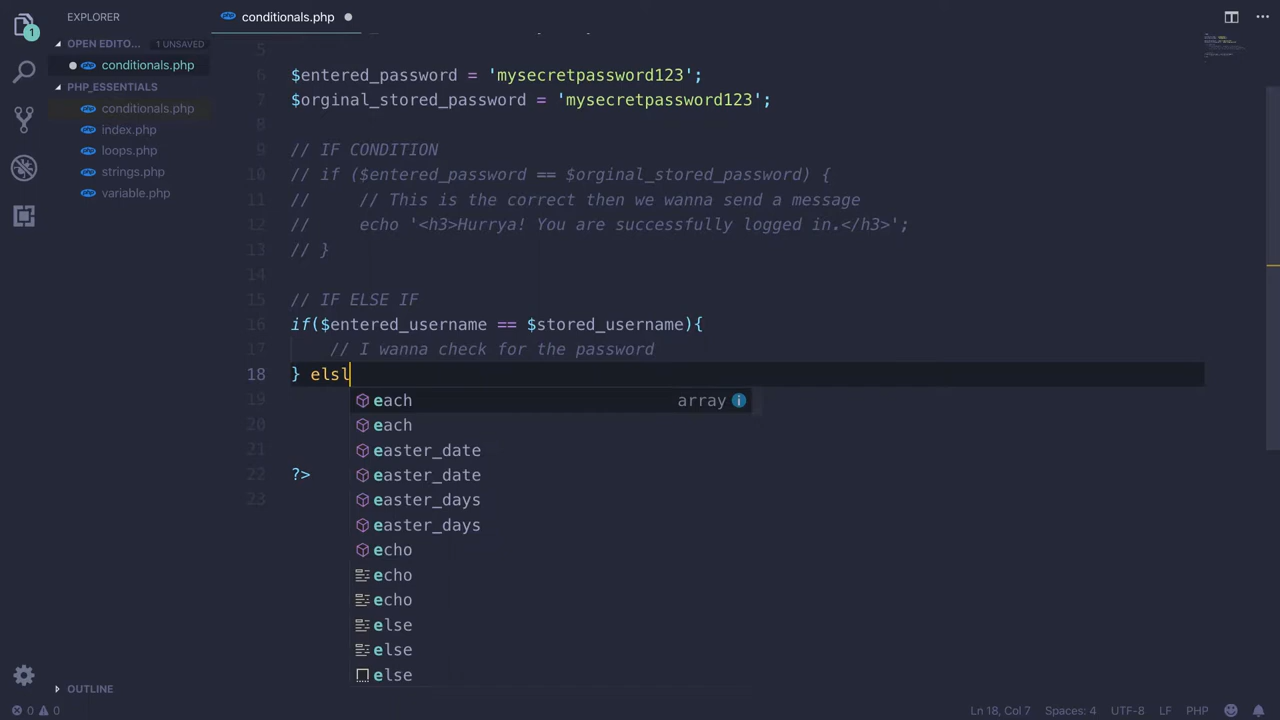 EXPLORER
conditionals.php
1
OPEN EDITO...
1 UNSAVED
conditionals.php
PHP_ESSENTIALS
conditionals.php
index.php
loops.php
strings.php
variable.php
5
6 $entered_password = 'mysecretpassword123';
7 $orginal_stored_password = 'mysecretpassword123';
8
9 // IF CONDITION
10 // if ($entered_password == $orginal_stored_password) {
11 // // This is the correct then we wanna send a message
12 // echo '<h3>Hurrya! You are successfully logged in.</h3>';
13 // }
14
15 // IF ELSE IF
16 if($entered_username == $stored_username){
17 // I wanna check for the password
18 } elsl
19
20
21
22 ?>
23
each array
each
easter_date
easter_date
easter_days
easter_days
echo
echo
echo
else
else
else
OUTLINE
0 0 Ln 18, Col 7 Spaces: 4 UTF-8 LF PHP